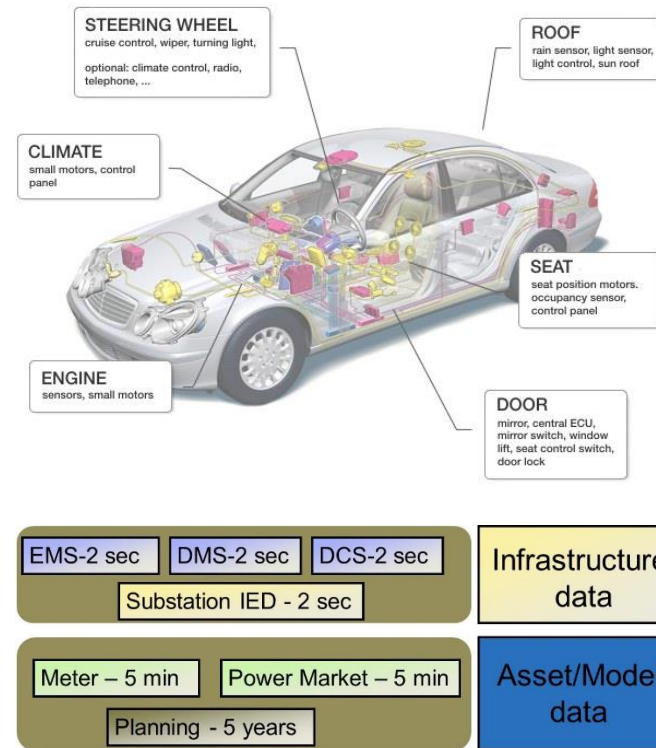 STEERING WHEEL
cruise control, wiper, turning light,
optional: climate control, radio,
telephone, ...
ROOF
rain sensor, light sensor,
light control, sun roof
CLIMATE
small motors, control
panel
SEAT
seat position motors.
occupancy sensor,
control panel
ENGINE
sensors, small motors
DOOR
mirror, central ECU,
mirror switch, window
lift, seat control switch,
door lock
EMS-2 sec
DMS-2 sec
DCS-2 sec
Substation IED - 2 sec
Infrastructure
data
Meter – 5 min
Power Market – 5 min
Planning - 5 years
Asset/Mode
data